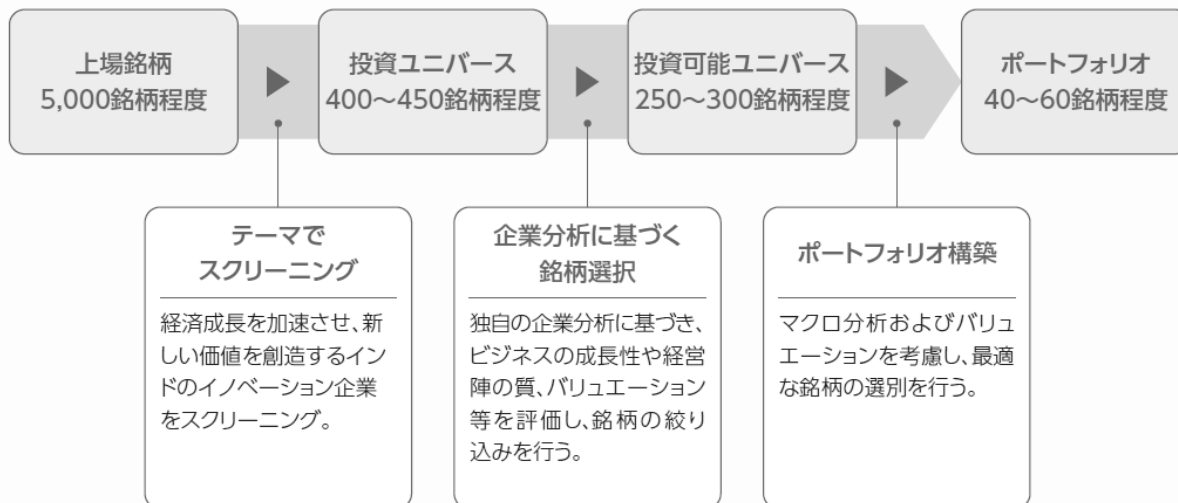 上場銘柄
5,000銘柄程度
投資ユニバース
400～450銘柄程度
投資可能ユニバース
250～300銘柄程度
ポートフォリオ
40～60銘柄程度
テーマで
スクリーニング
経済成長を加速させ、新
しい価値を創造するイン
ドのイノベーション企業
をスクリーニング。
企業分析に基づく
銘柄選択
独自の企業分析に基づき、
ビジネスの成長性や経営
陣の質、バリュエーション
等を評価し、銘柄の絞り
込みを行う。
ポートフォリオ構築
マクロ分析およびバリュ
エーションを考慮し、最適
な銘柄の選別を行う。